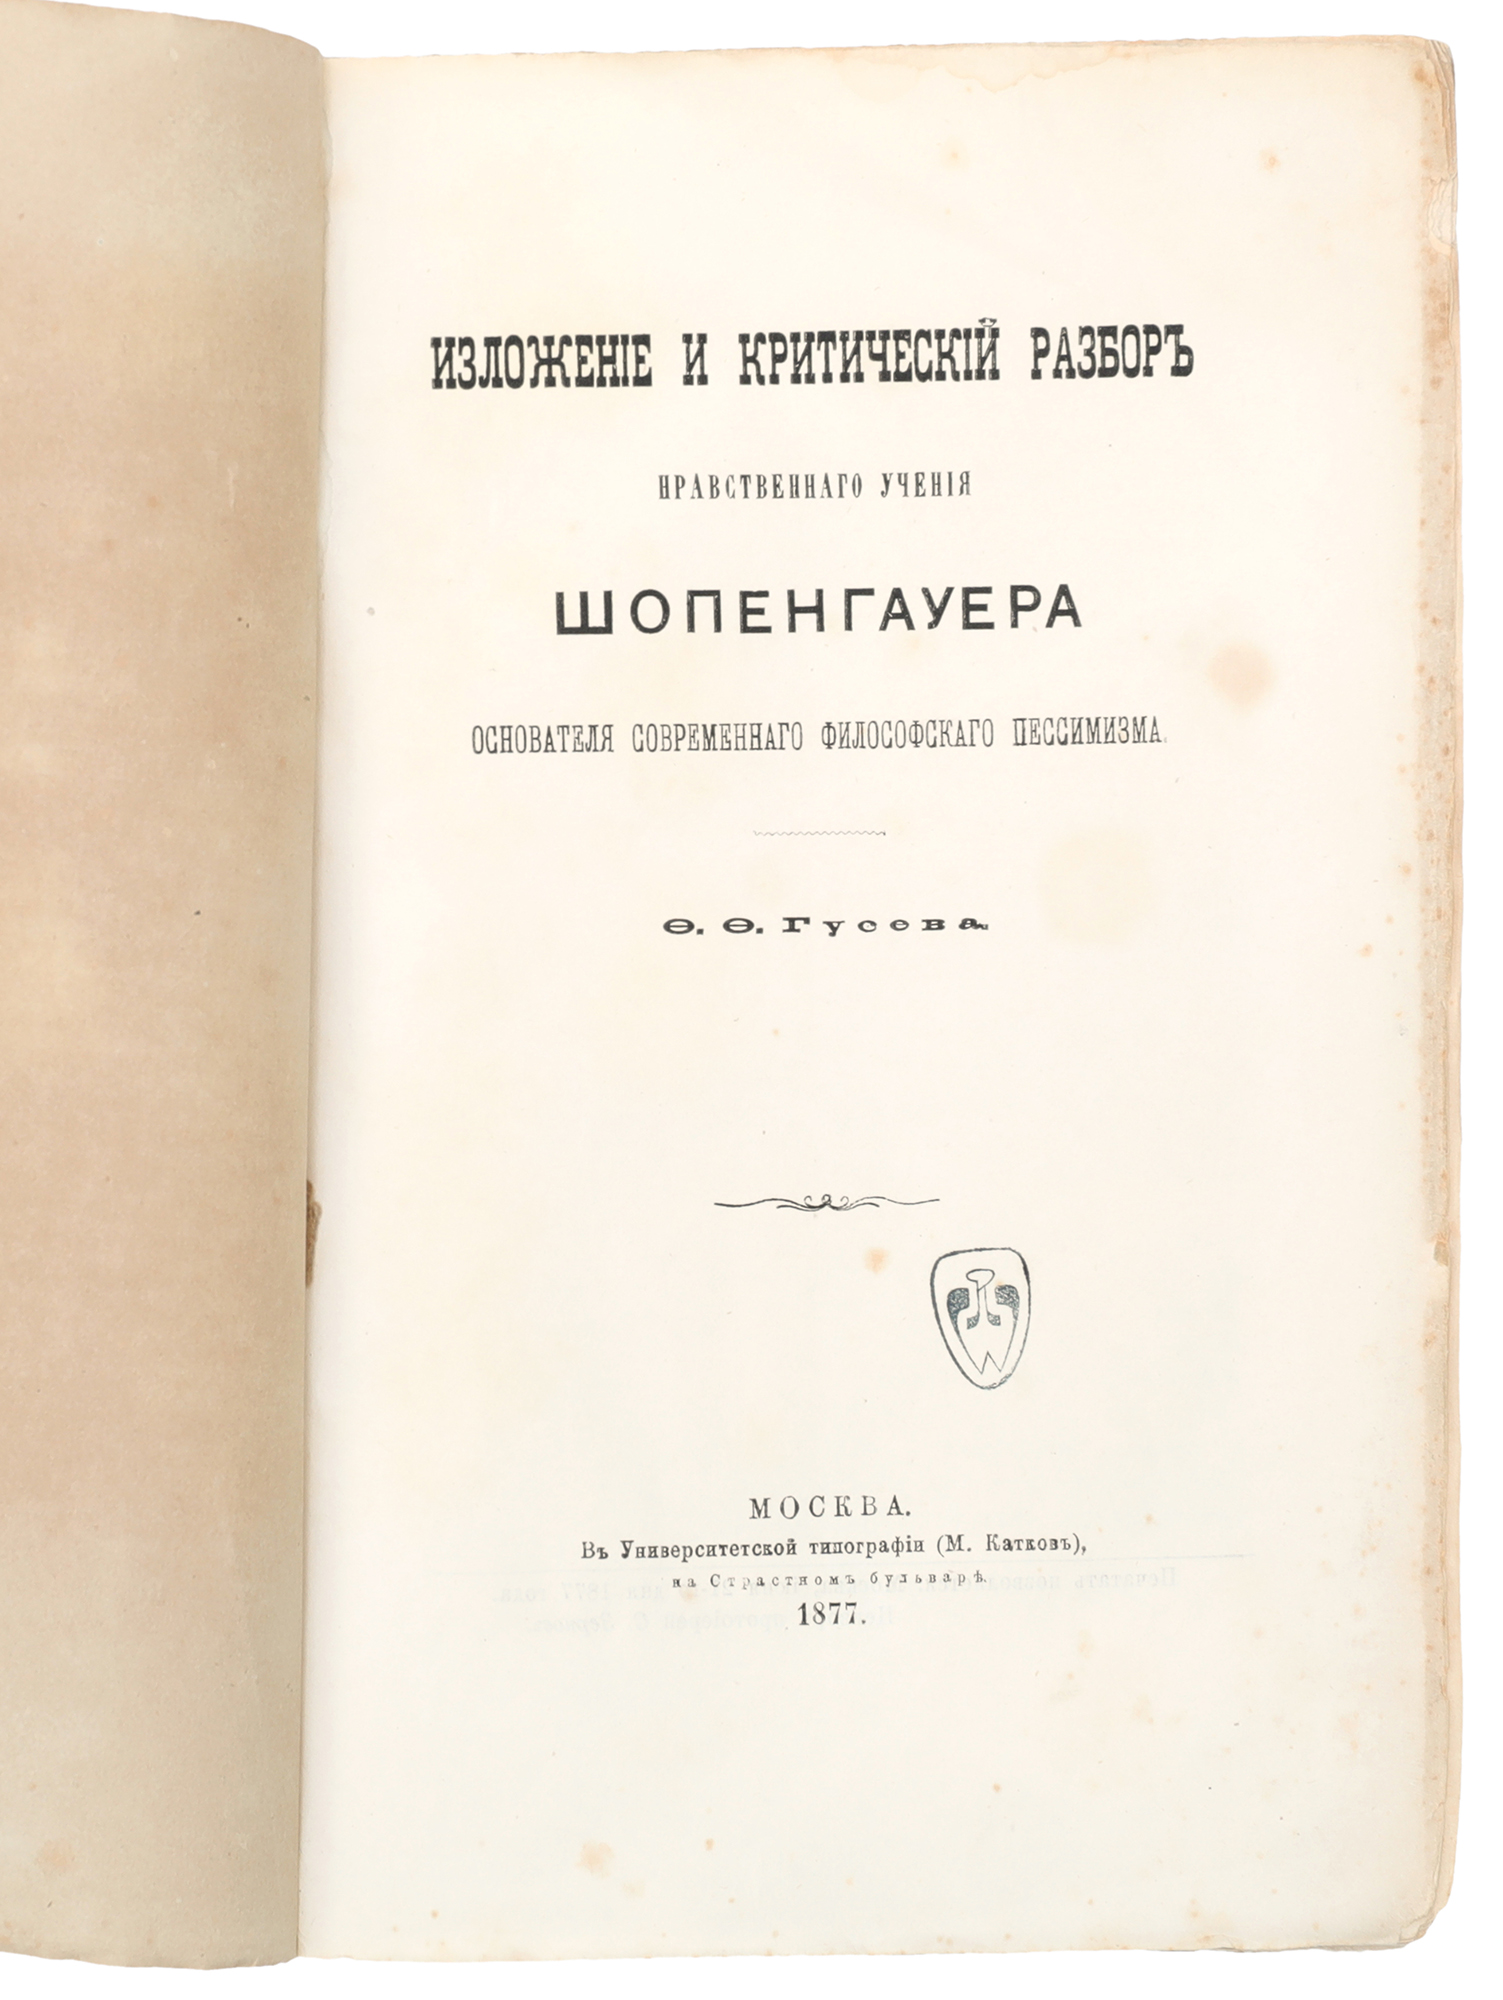 ИЗЛОЖЕНІЕ И КРИТИЧЕСКІЙ РАЗБОРЪ
НРАВСТВЕННАГО УЧЕНІЯ
ШОПЕНГАУЕРА
ОСНОВАТЕЛЯ СОВРЕМЕННАГО ФИЛОСОФСКАГО ПЕССИМИЗМА.
Ѳ. Ѳ. Гусева.
МОСКВА.
Въ Университетской типографіи (М. Катковъ),
на Страстномъ бульварѣ.
1877.